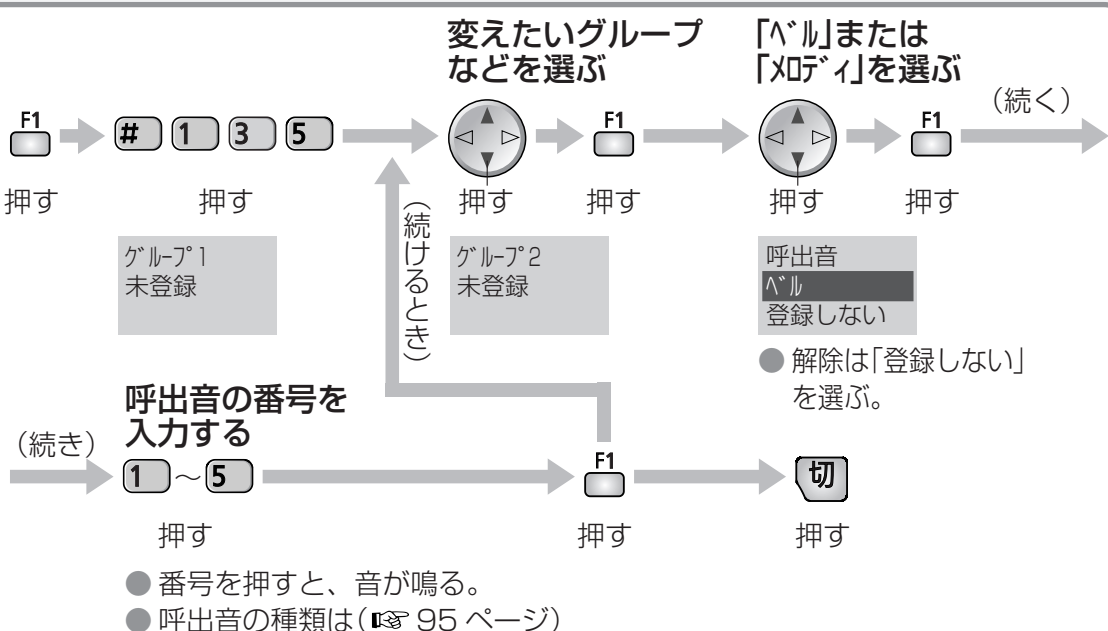 変えたいグループ
などを選ぶ
「ﾍﾞﾙ」または
「ﾒﾛﾃﾞｨ」を選ぶ
（続く）
F1
# 1 3 5
F1
F1
押す
押す
押す
押す
押す
押す
（続けるとき）
ｸﾞﾙｰﾌﾟ1
未登録
ｸﾞﾙｰﾌﾟ2
未登録
呼出音
ﾍﾞﾙ
登録しない
● 解除は「登録しない」
を選ぶ。
呼出音の番号を
入力する
（続き）
1 ～ 5
F1
切
押す
押す
押す
● 番号を押すと、音が鳴る。
● 呼出音の種類は（☞ 95 ページ）